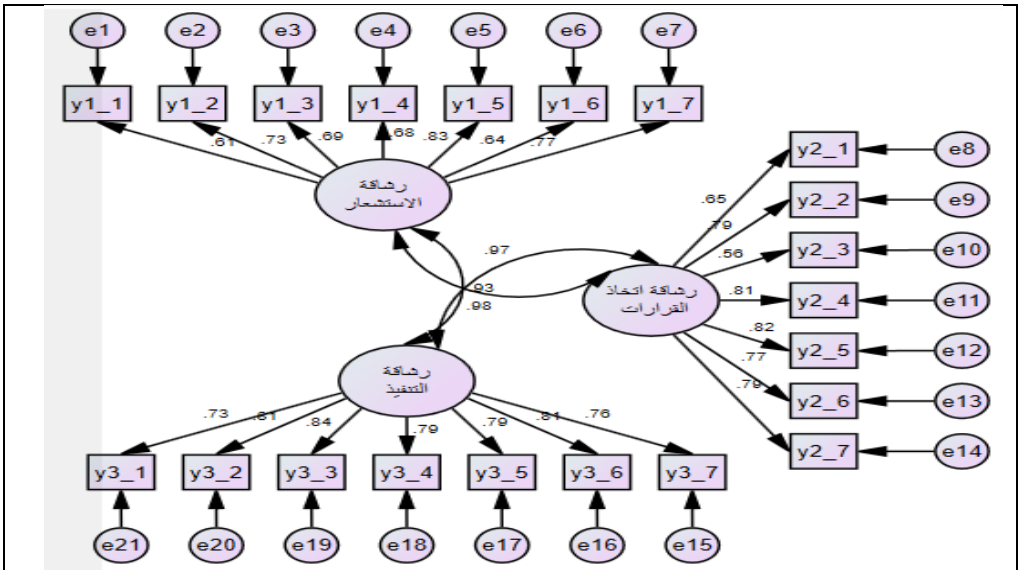 e1 e2 e3 e4 e5 e6 e7
y1_1 y1_2 y1_3 y1_4 y1_5 y1_6 y1_7
.61 .73 .69 .68 .83 .64 .77
رشاقة
الاستشعار
y2_1 e8
y2_2 e9
y2_3 e10
y2_4 e11
y2_5 e12
y2_6 e13
y2_7 e14
.65
.79
.56
.81
.82
.77
.79
رشاقة اتخاذ
القرارات
.97
.93
.98
رشاقة
التنفيذ
.73 .81 .84 .79 .79 .81 .76
y3_1 y3_2 y3_3 y3_4 y3_5 y3_6 y3_7
e21 e20 e19 e18 e17 e16 e15